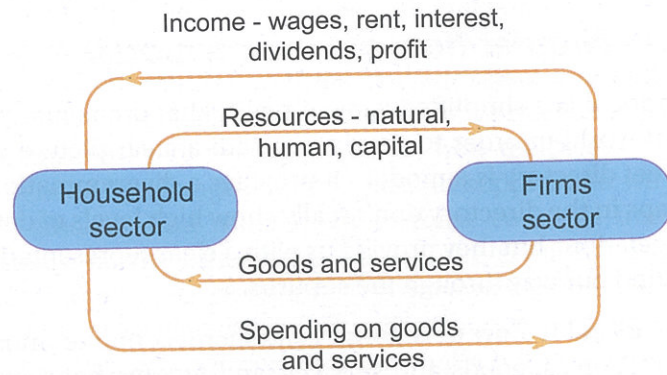 Income - wages, rent, interest,
dividends, profit
Resources - natural,
human, capital
Household
sector
Firms
sector
Goods and services
Spending on goods
and services